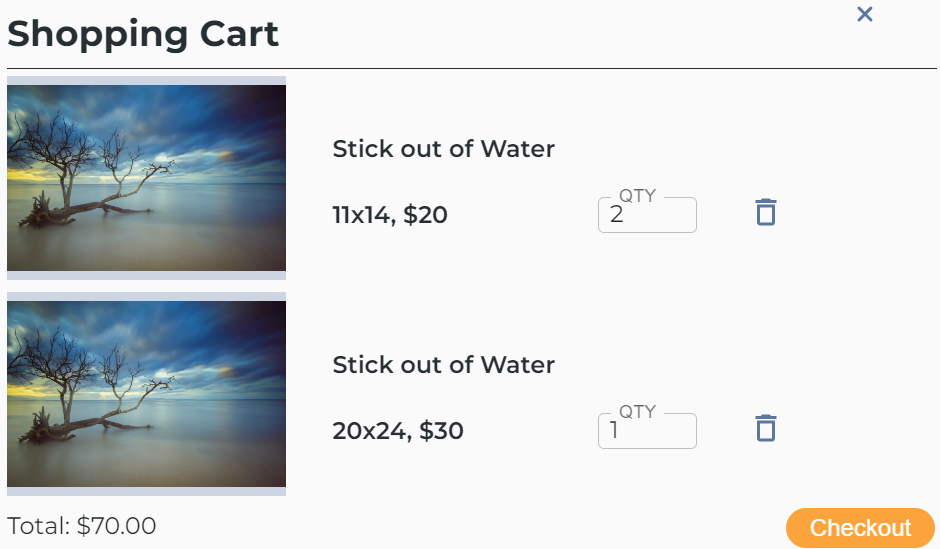 Shopping Cart
Stick out of Water
11x14, $20
QTY
2
Stick out of Water
20x24, $30
QTY
1
Total: $70.00
Checkout